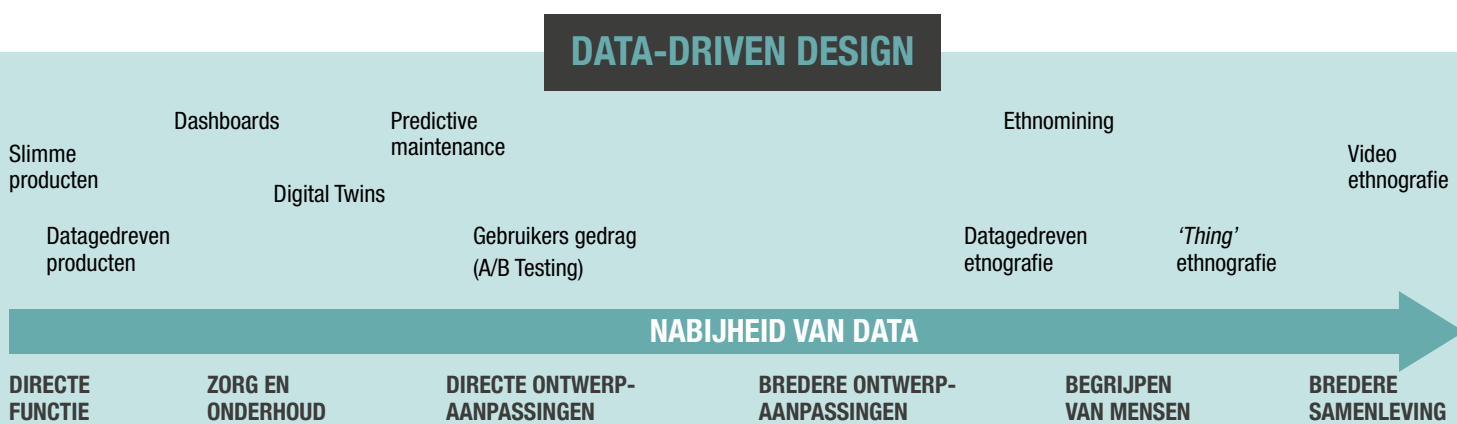 DATA-DRIVEN DESIGN
Dashboards
Predictive
maintenance
Ethnomining
Slimme
producten
Video
ethnografie
Digital Twins
Datagedreven
producten
Gebruikers gedrag
(A/B Testing)
Datagedreven
etnografie
'Thing'
ethnografie
NABIJHEID VAN DATA
DIRECTE
FUNCTIE
ZORG EN
ONDERHOUD
DIRECTE ONTWERP-
AANPASSINGEN
BREDERE ONTWERP-
AANPASSINGEN
BEGRIJPEN
VAN MENSEN
BREDERE
SAMENLEVING